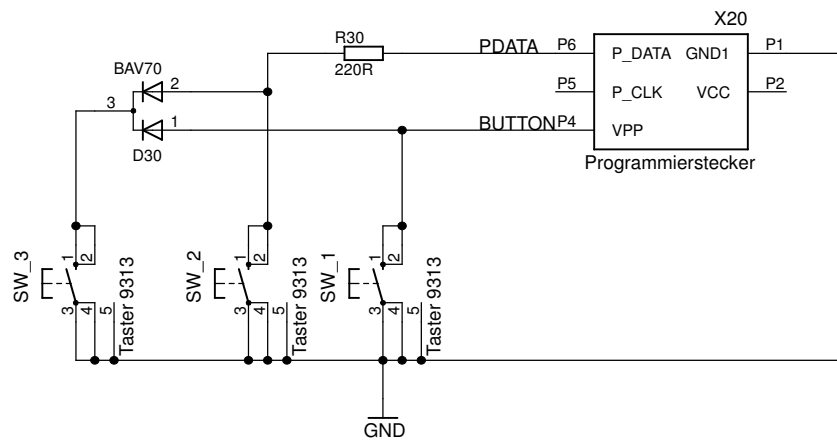 X20
R30
PDATA
P6
P_DATA
GND1
P1
220R
BAV70
2
P5
P_CLK
VCC
P2
3
1
BUTTON
P4
VPP
D30
Programmierstecker
SW_3
1
2
3
4
5
Taster 9313
SW_2
1
2
3
4
5
Taster 9313
SW_1
1
2
3
4
5
Taster 9313
GND